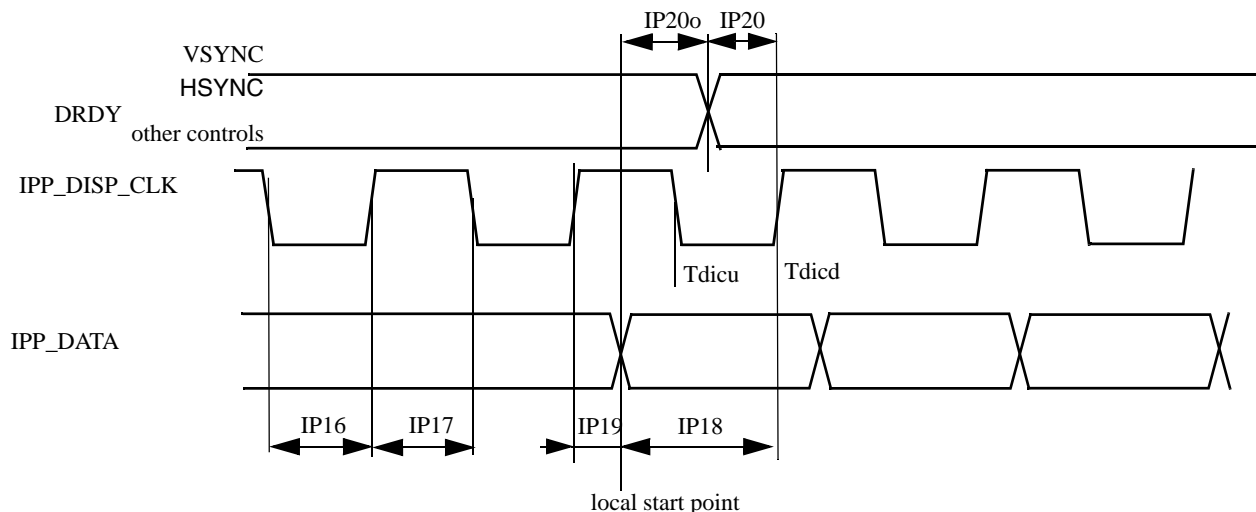 IP20o IP20
VSYNC
HSYNC
DRDY
other controls
IPP_DISP_CLK
Tdicu Tdicd
IPP_DATA
IP16 IP17 IP19 IP18
local start point